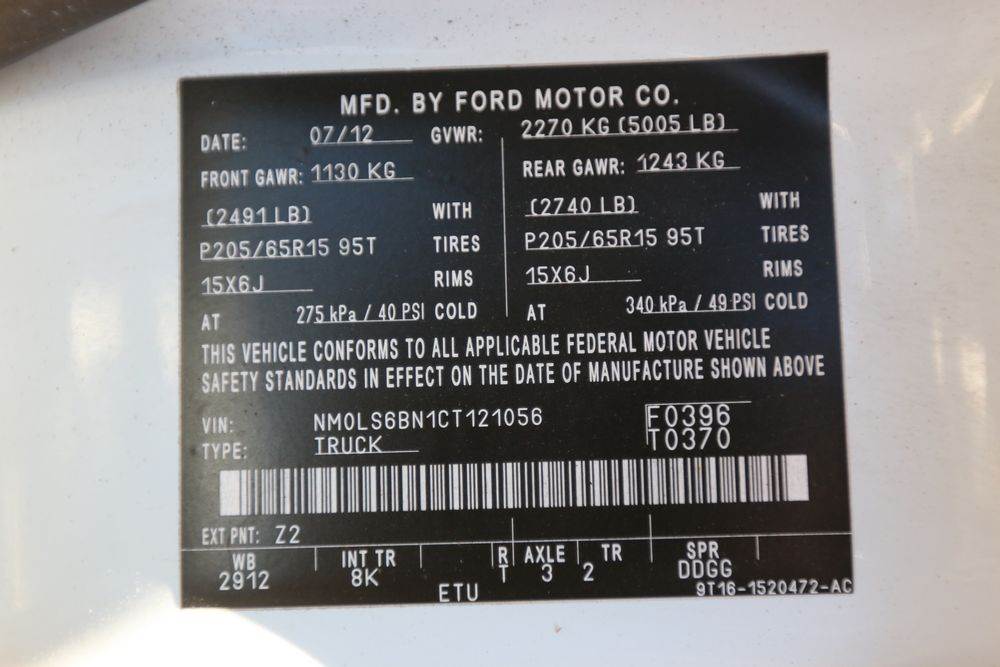 MFD. BY FORD MOTOR CO.
DATE: 07/12 GVWR: 2270 KG (5005 LB)
FRONT GAWR: 1130 KG REAR GAWR: 1243 KG
(2491 LB) WITH (2740 LB) WITH
P205/65R15 95T TIRES P205/65R15 95T TIRES
15X6J RIMS 15X6J RIMS
AT 275 kPa / 40 PSI COLD AT 340 kPa / 49 PSI COLD
THIS VEHICLE CONFORMS TO ALL APPLICABLE FEDERAL MOTOR VEHICLE
SAFETY STANDARDS IN EFFECT ON THE DATE OF MANUFACTURE SHOWN ABOVE
VIN: NM0LS6BN1CT121056 F0396
TYPE: TRUCK T0370
EXT PNT: Z2
WB INT TR R AXLE TR SPR
2912 8K T 3 2 DDGG
ETU 9T16-1520472-AC